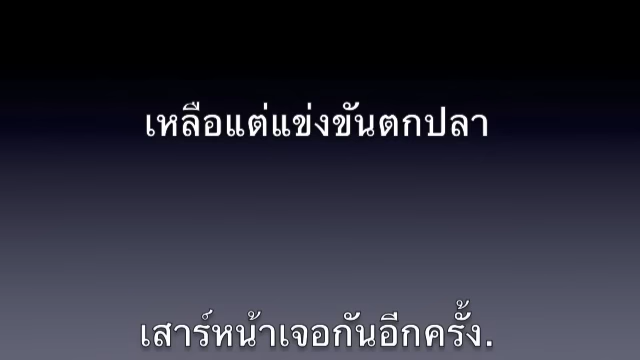 เหลือแต่แข่งขันตกปลา
เสาร์หน้าเจอกันอีกครั้ง.